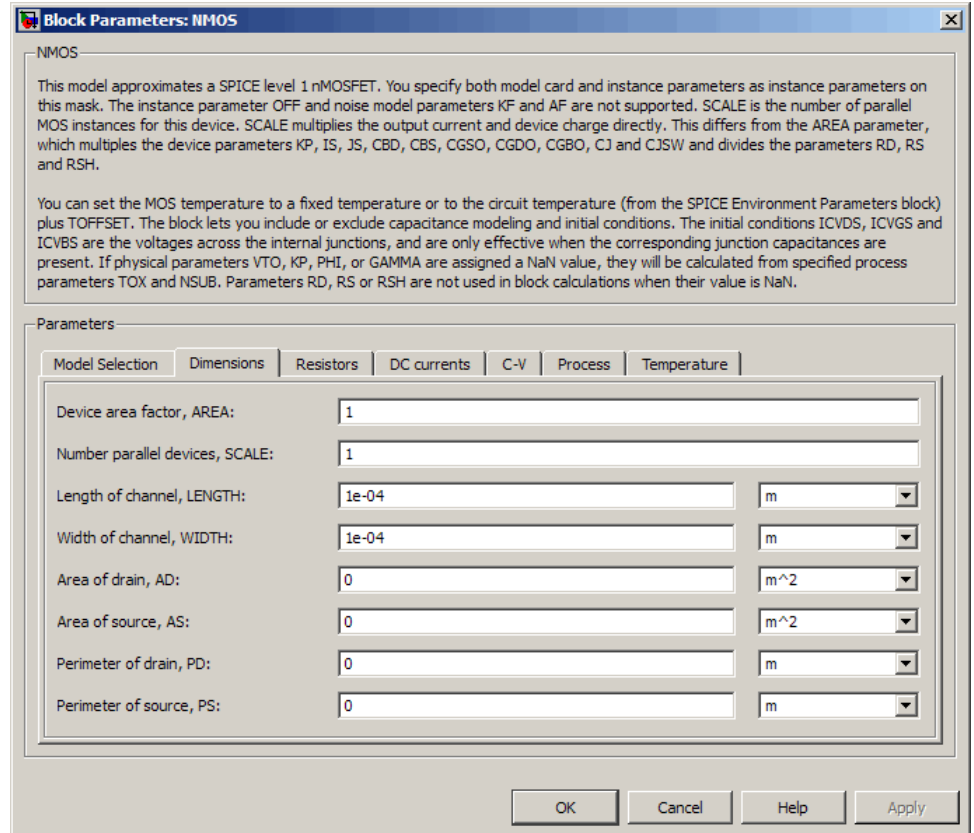 Block Parameters: NMOS
NMOS
This model approximates a SPICE level 1 nMOSFET. You specify both model card and instance parameters as instance parameters on
this mask. The instance parameter OFF and noise model parameters KF and AF are not supported. SCALE is the number of parallel
MOS instances for this device. SCALE multiplies the output current and device charge directly. This differs from the AREA parameter,
which multiplies the device parameters KP, IS, JS, CBD, CBS, CGSO, CGDO, CGBO, CJ and CJSW and divides the parameters RD, RS
and RSH.
You can set the MOS temperature to a fixed temperature or to the circuit temperature (from the SPICE Environment Parameters block)
plus TOFFSET. The block lets you include or exclude capacitance modeling and initial conditions. The initial conditions ICVDS, ICVGS and
ICVBS are the voltages across the internal junctions, and are only effective when the corresponding junction capacitances are
present. If physical parameters VTO, KP, PHI, or GAMMA are assigned a NaN value, they will be calculated from specified process
parameters TOX and NSUB. Parameters RD, RS or RSH are not used in block calculations when their value is NaN.
Parameters
Model Selection Dimensions Resistors DC currents C-V Process Temperature
Device area factor, AREA: 1
Number parallel devices, SCALE: 1
Length of channel, LENGTH: 1e-04 m
Width of channel, WIDTH: 1e-04 m
Area of drain, AD: 0 m^2
Area of source, AS: 0 m^2
Perimeter of drain, PD: 0 m
Perimeter of source, PS: 0 m
OK Cancel Help Apply